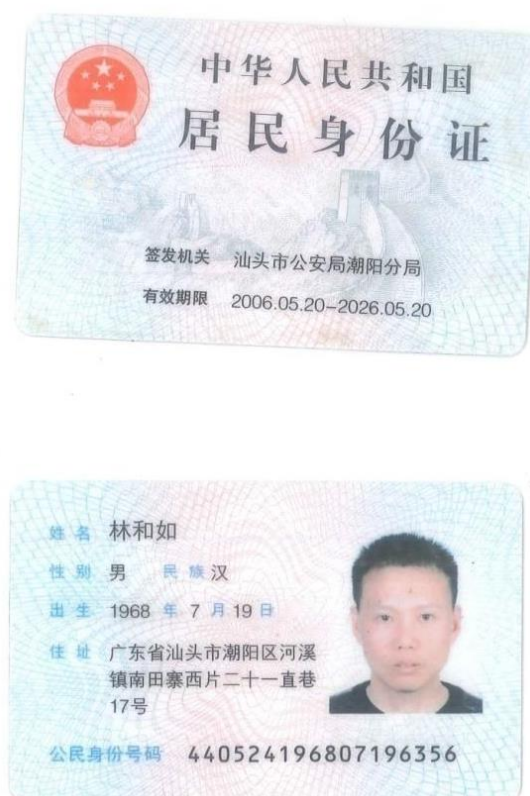 中华人民共和国
居民身份证
签发机关 汕头市公安局潮阳分局
有效期限 2006.05.20-2026.05.20
姓名 林和如
性别 男 民族 汉
出生 1968 年 7 月 19 日
住址 广东省汕头市潮阳区河溪
镇南田寨西片二十一直巷
17号
公民身份号码 440524196807196356